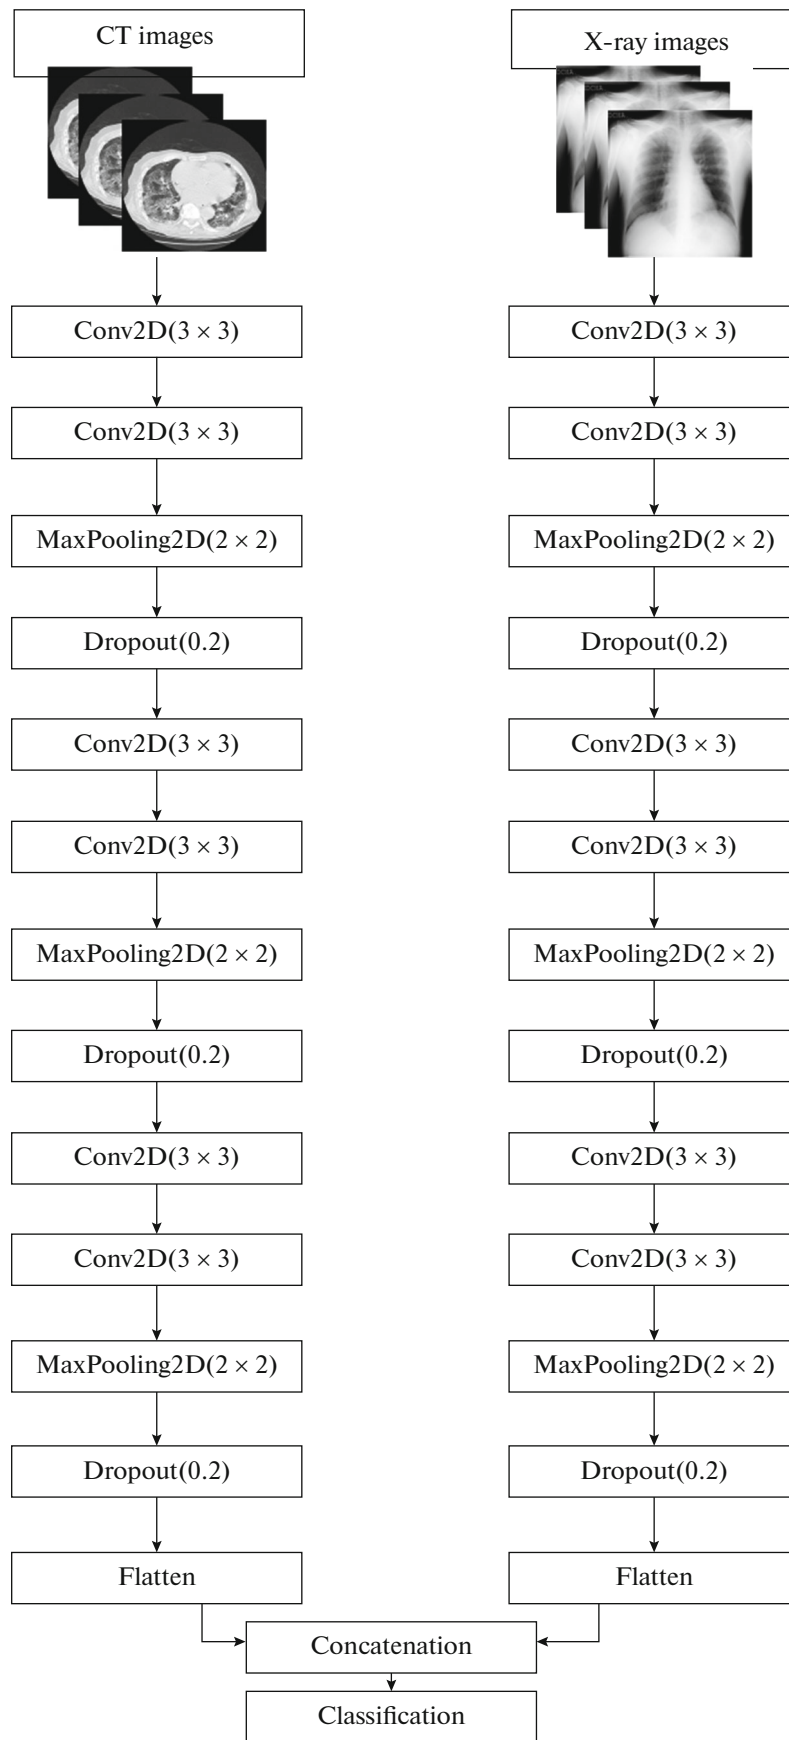 CT images
Conv2D(3 × 3)
Conv2D(3 × 3)
MaxPooling2D(2 × 2)
Dropout(0.2)
Conv2D(3 × 3)
Conv2D(3 × 3)
MaxPooling2D(2 × 2)
Dropout(0.2)
Conv2D(3 × 3)
Conv2D(3 × 3)
MaxPooling2D(2 × 2)
Dropout(0.2)
Flatten
X-ray images
Conv2D(3 × 3)
Conv2D(3 × 3)
MaxPooling2D(2 × 2)
Dropout(0.2)
Conv2D(3 × 3)
Conv2D(3 × 3)
MaxPooling2D(2 × 2)
Dropout(0.2)
Conv2D(3 × 3)
Conv2D(3 × 3)
MaxPooling2D(2 × 2)
Dropout(0.2)
Flatten
Concatenation
Classification